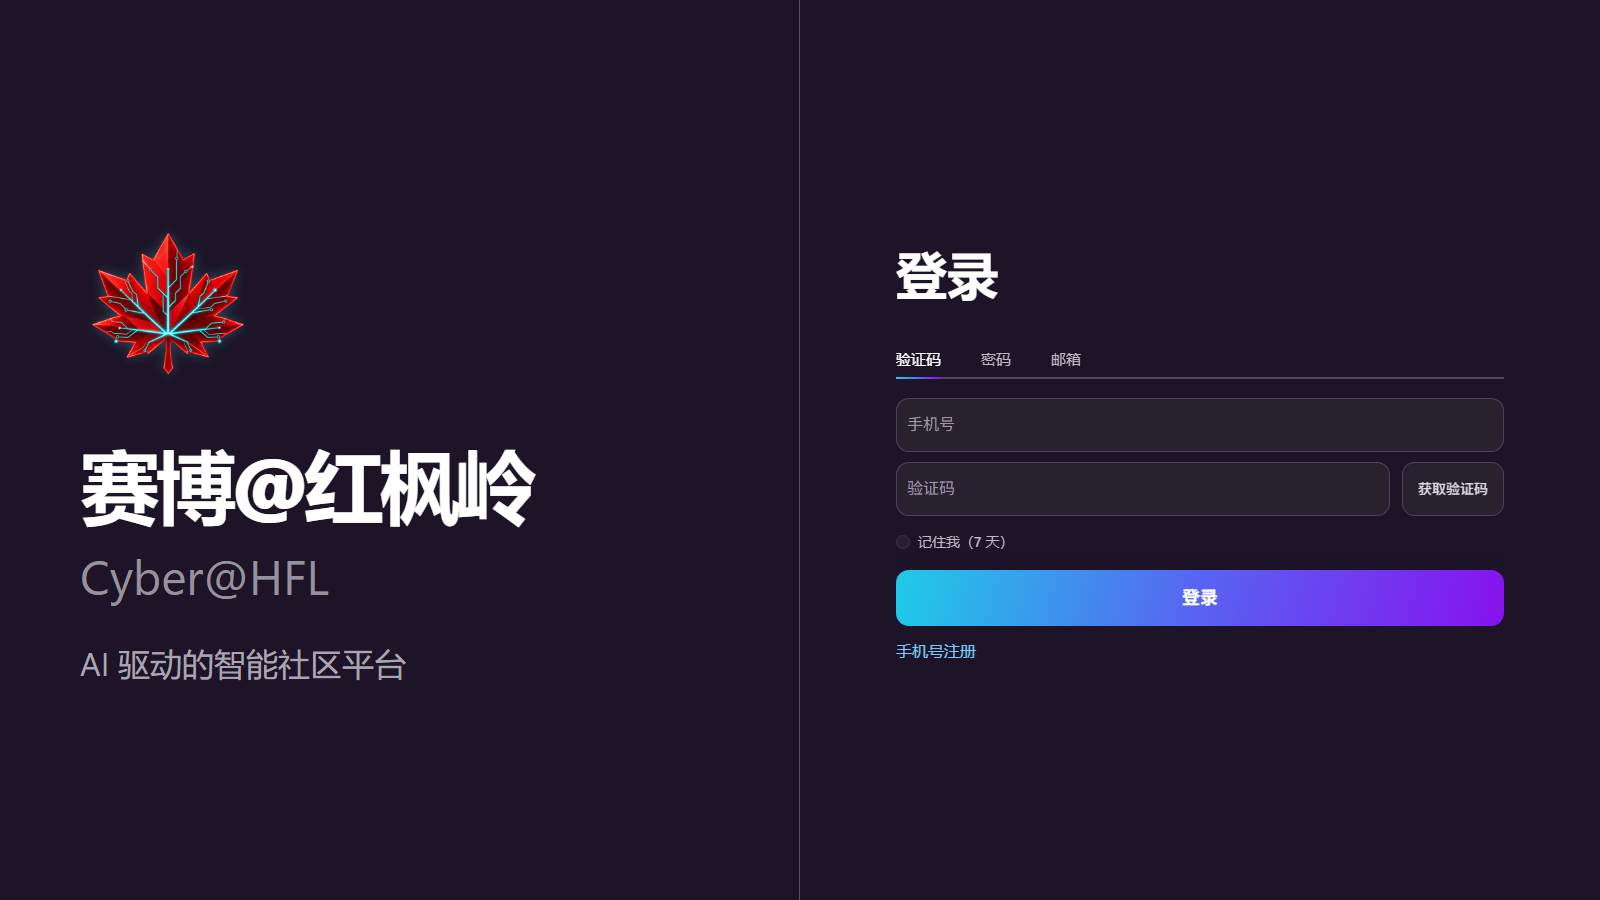 赛博@红枫岭
Cyber@HFL
AI 驱动的智能社区平台
登录
验证码 密码 邮箱
手机号
验证码 获取验证码
记住我（7 天）
登录
手机号注册